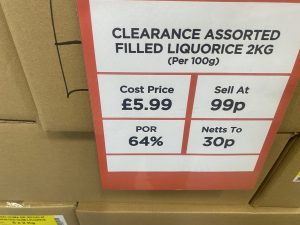 CLEARANCE ASSORTED
FILLED LIQUORICE 2KG
(Per 100g)
Cost Price
£5.99
Sell At
99p
POR
64%
Netts To
30p